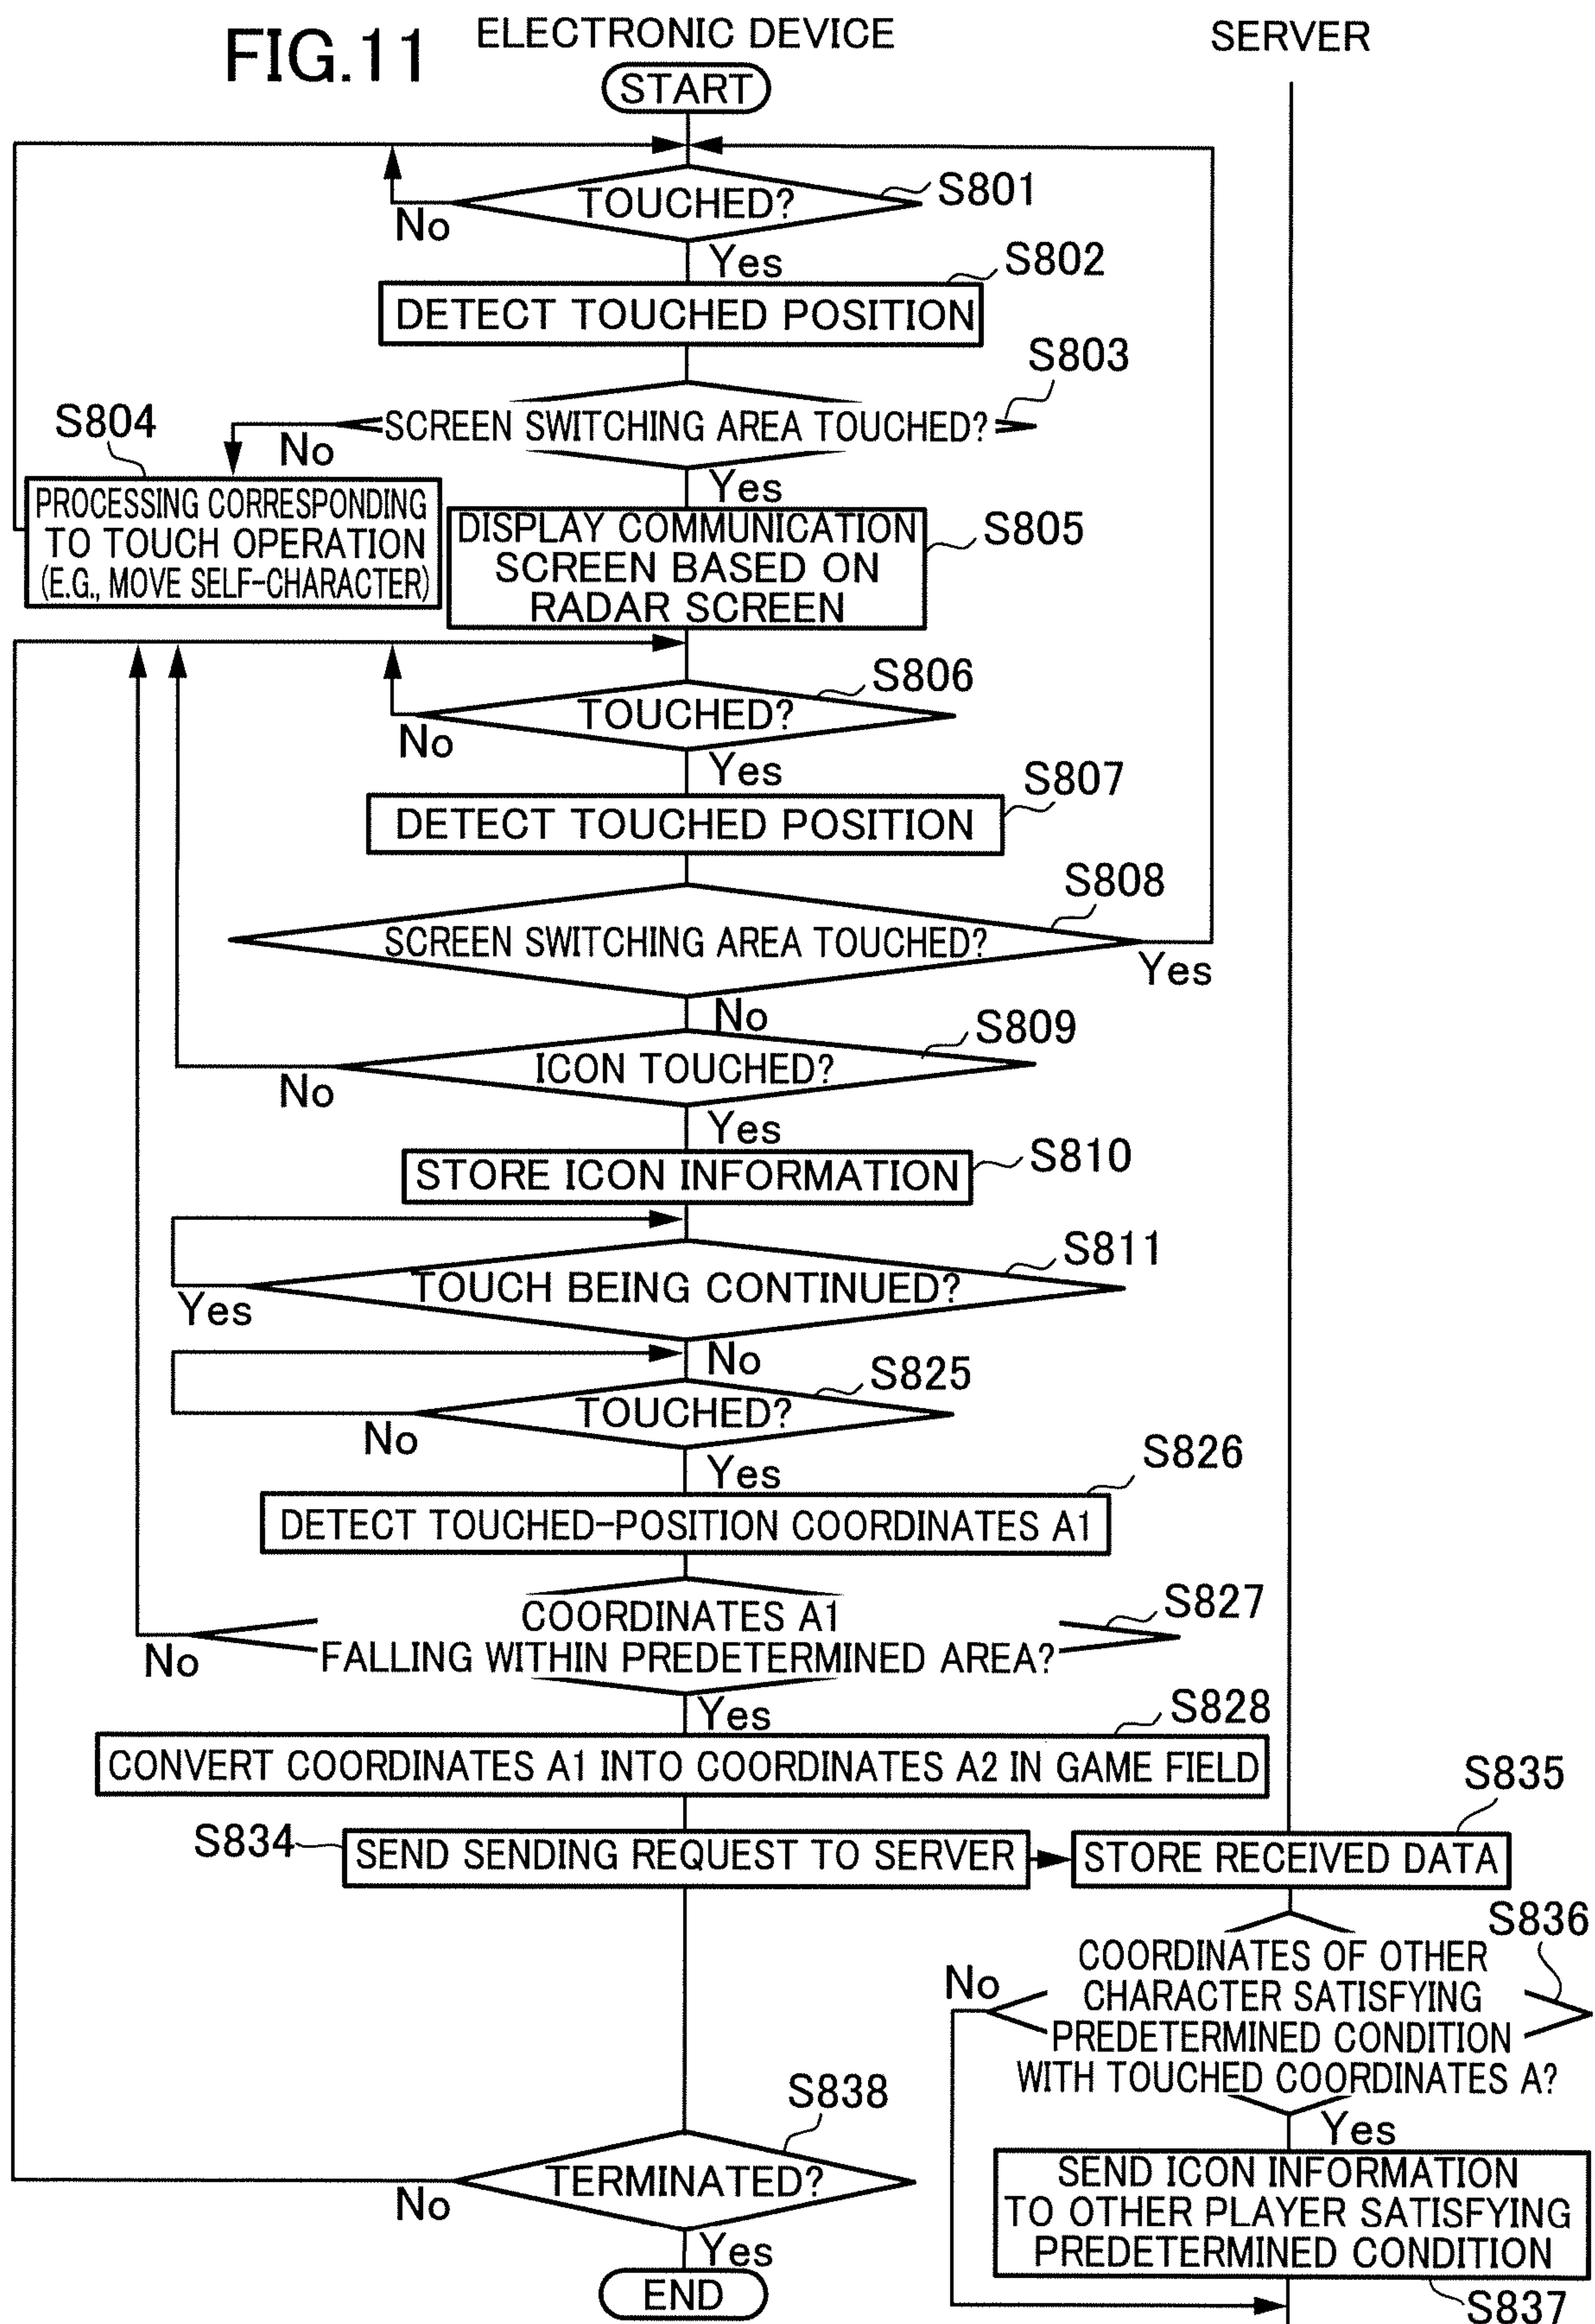 FIG.11
ELECTRONIC DEVICE
SERVER
START
TOUCHED?
S801
No
Yes
S802
DETECT TOUCHED POSITION
S803
SCREEN SWITCHING AREA TOUCHED?
No
Yes
S804
PROCESSING CORRESPONDING
TO TOUCH OPERATION
(E.G., MOVE SELF-CHARACTER)
DISPLAY COMMUNICATION
SCREEN BASED ON
RADAR SCREEN
S805
S806
TOUCHED?
No
Yes
S807
DETECT TOUCHED POSITION
S808
SCREEN SWITCHING AREA TOUCHED?
Yes
No
S809
ICON TOUCHED?
No
Yes
S810
STORE ICON INFORMATION
S811
TOUCH BEING CONTINUED?
Yes
No
S825
TOUCHED?
No
Yes
S826
DETECT TOUCHED-POSITION COORDINATES A1
S827
COORDINATES A1
FALLING WITHIN PREDETERMINED AREA?
No
Yes
S828
CONVERT COORDINATES A1 INTO COORDINATES A2 IN GAME FIELD
S834
SEND SENDING REQUEST TO SERVER
S835
STORE RECEIVED DATA
S836
COORDINATES OF OTHER
CHARACTER SATISFYING
PREDETERMINED CONDITION
WITH TOUCHED COORDINATES A?
No
Yes
SEND ICON INFORMATION
TO OTHER PLAYER SATISFYING
PREDETERMINED CONDITION
S837
S838
TERMINATED?
No
Yes
END